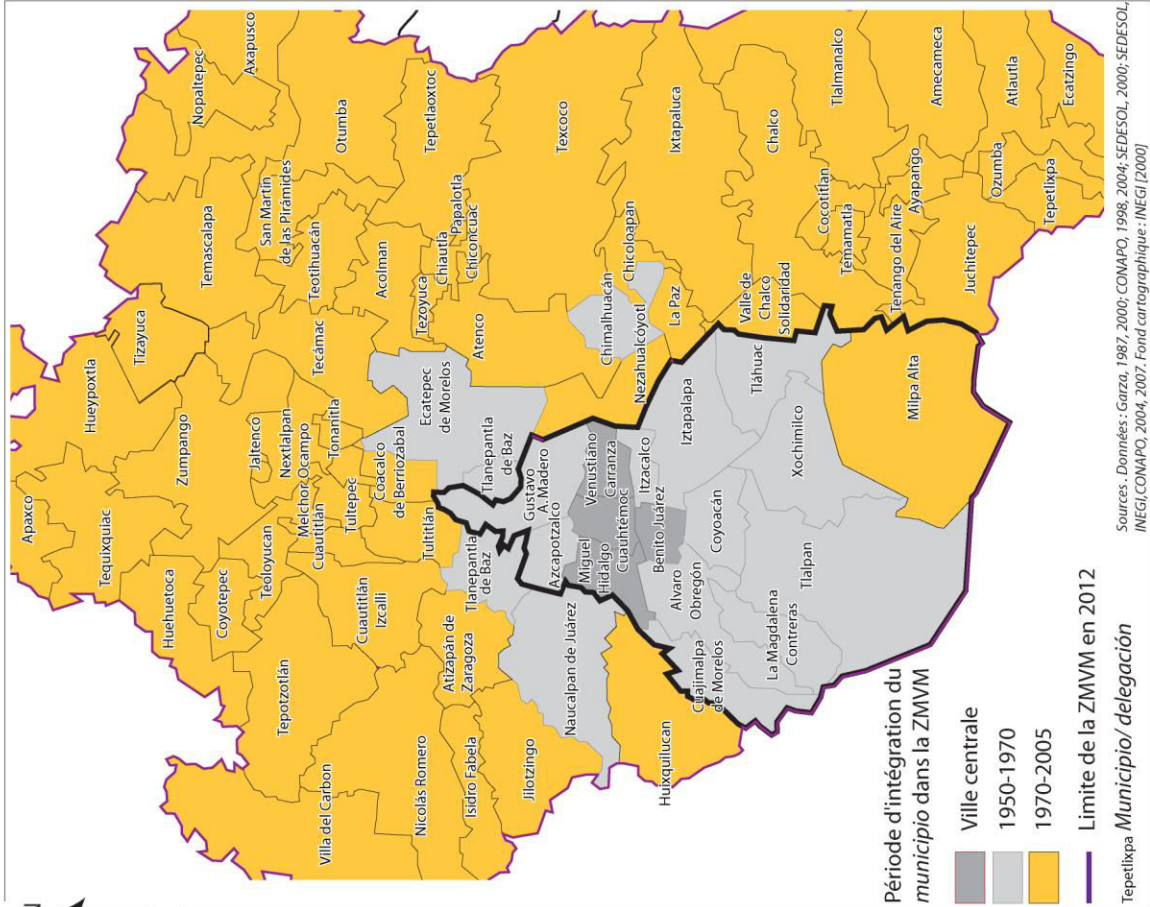 Apaxco
Nopaltepec
Axapusco
Hueypoxtla
Tequixquiac
Tizayuca
Temascalapa
San Martín
de las Pirámides
Otumba
Huehuetoca
Zumpango
Teotihuacán
Coyotepec
Jaltenco
Nextlalpan
Tecámac
Acolman
Tepetlaoxtoc
Tepotzotlán
Teoloyucan
Melchor Ocampo
Cuautitlán
Tonanitla
Tezoyuca
Chiautla
Papalotla
Chiconcuac
Villa del Carbon
Tultepec
Coacalco
de Berriozabal
Ecatepec
de Morelos
Atenco
Texcoco
Cuautitlán
Izcalli
Tultitlán
Nicolás Romero
Atizapán de
Zaragoza
Tlanepantla
de Baz
Tlanepantla
de Baz
Isidro Fabela
Jilotzingo
Naucalpan de Juárez
Azcapotzalco
Gustavo
A. Madero
Chimalhuacán
Chicoloapan
Ixtapaluca
Miguel
Hidalgo
Venustiano
Carranza
Cuauhtémoc
Nezahualcóyotl
La Paz
Huixquilucan
Benito Juárez
Itzacalco
Iztapalapa
Valle de
Chalco
Solidaridad
Chalco
Cuajimalpa
de Morelos
Alvaro
Obregón
Coyoacán
Tláhuac
Cocotitlan
Temamatla
Tlalmanalco
La Magdalena
Contreras
Tlalpan
Xochimilco
Milpa Alta
Tenango del Aire
Ayapango
Amecameca
Juchitepec
Ozumba
Atlautla
Tepetlixpa
Ecatzingo
Période d'intégration du
municipio dans la ZMVM
Ville centrale
1950-1970
1970-2005
Limite de la ZMVM en 2012
Tepetlixpa Municipio/ delegación
Sources . Données : Garza, 1987, 2000; CONAPO, 1998, 2004; SEDESOL, 2000; SEDESOL,
INEGI,CONAPO, 2004, 2007. Fond cartographique : INEGI [2000]